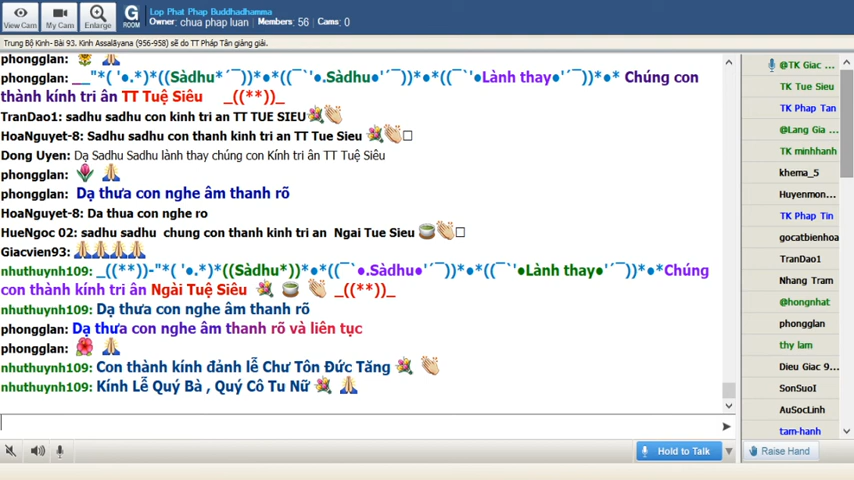 View Cam
My Cam
Enlarge
G
ROOM
Lop Phat Phap Buddhadhamma
Owner: chua phap luan Members: 56 Cams: 0
Trung Bộ Kinh- Bài 93. Kinh Assalāyana (956-958) sẽ do TT Pháp Tân giảng giải.
phongglan:
phongglan: __"*( '●.*)*((Sàdhu*´¯)*●*((¯`'●.Sàdhu●'´¯)*●*((¯`'●Lành thay●'´¯)*●* Chúng con
thành kính tri ân TT Tuệ Siêu _((**))_
TranDao1: sadhu sadhu con kinh tri an TT TUE SIEU
HoaNguyet-8: Sadhu sadhu con thanh kinh tri an TT Tue Sieu
Dong Uyen: Dạ Sadhu Sadhu lành thay chúng con Kính tri ân TT Tuệ Siêu
phongglan:
phongglan: Dạ thưa con nghe âm thanh rõ
HoaNguyet-8: Da thua con nghe ro
HueNgoc 02: sadhu sadhu chung con thanh kinh tri an Ngai Tue Sieu
Giacvien93:
nhuthuynh109: _((**))-"*( '●.*)*((Sàdhu*))*●*((¯`●.Sàdhu●'´¯)*●*((¯`'●Lành thay●'´¯)*●*Chúng
con thành kính tri ân Ngài Tuệ Siêu _((**))_
nhuthuynh109: Dạ thưa con nghe âm thanh rõ
phongglan: Dạ thưa con nghe âm thanh rõ và liên tục
phongglan:
nhuthuynh109: Con thành kính đảnh lễ Chư Tôn Đức Tăng
nhuthuynh109: Kính Lễ Quý Bà , Quý Cô Tu Nữ
@TK Giac ...
TK Tue Sieu
TK Phap Tan
@Lang Gia ...
TK minhhanh
khema_5
Huyenmon...
TK Phap Tin
gocatbienhoa
TranDao1
Nhang Tram
@hongnhat
phongglan
thy lam
Dieu Giac 9...
SonSuoI
AuSocLinh
tam-hanh
Hold to Talk
Raise Hand